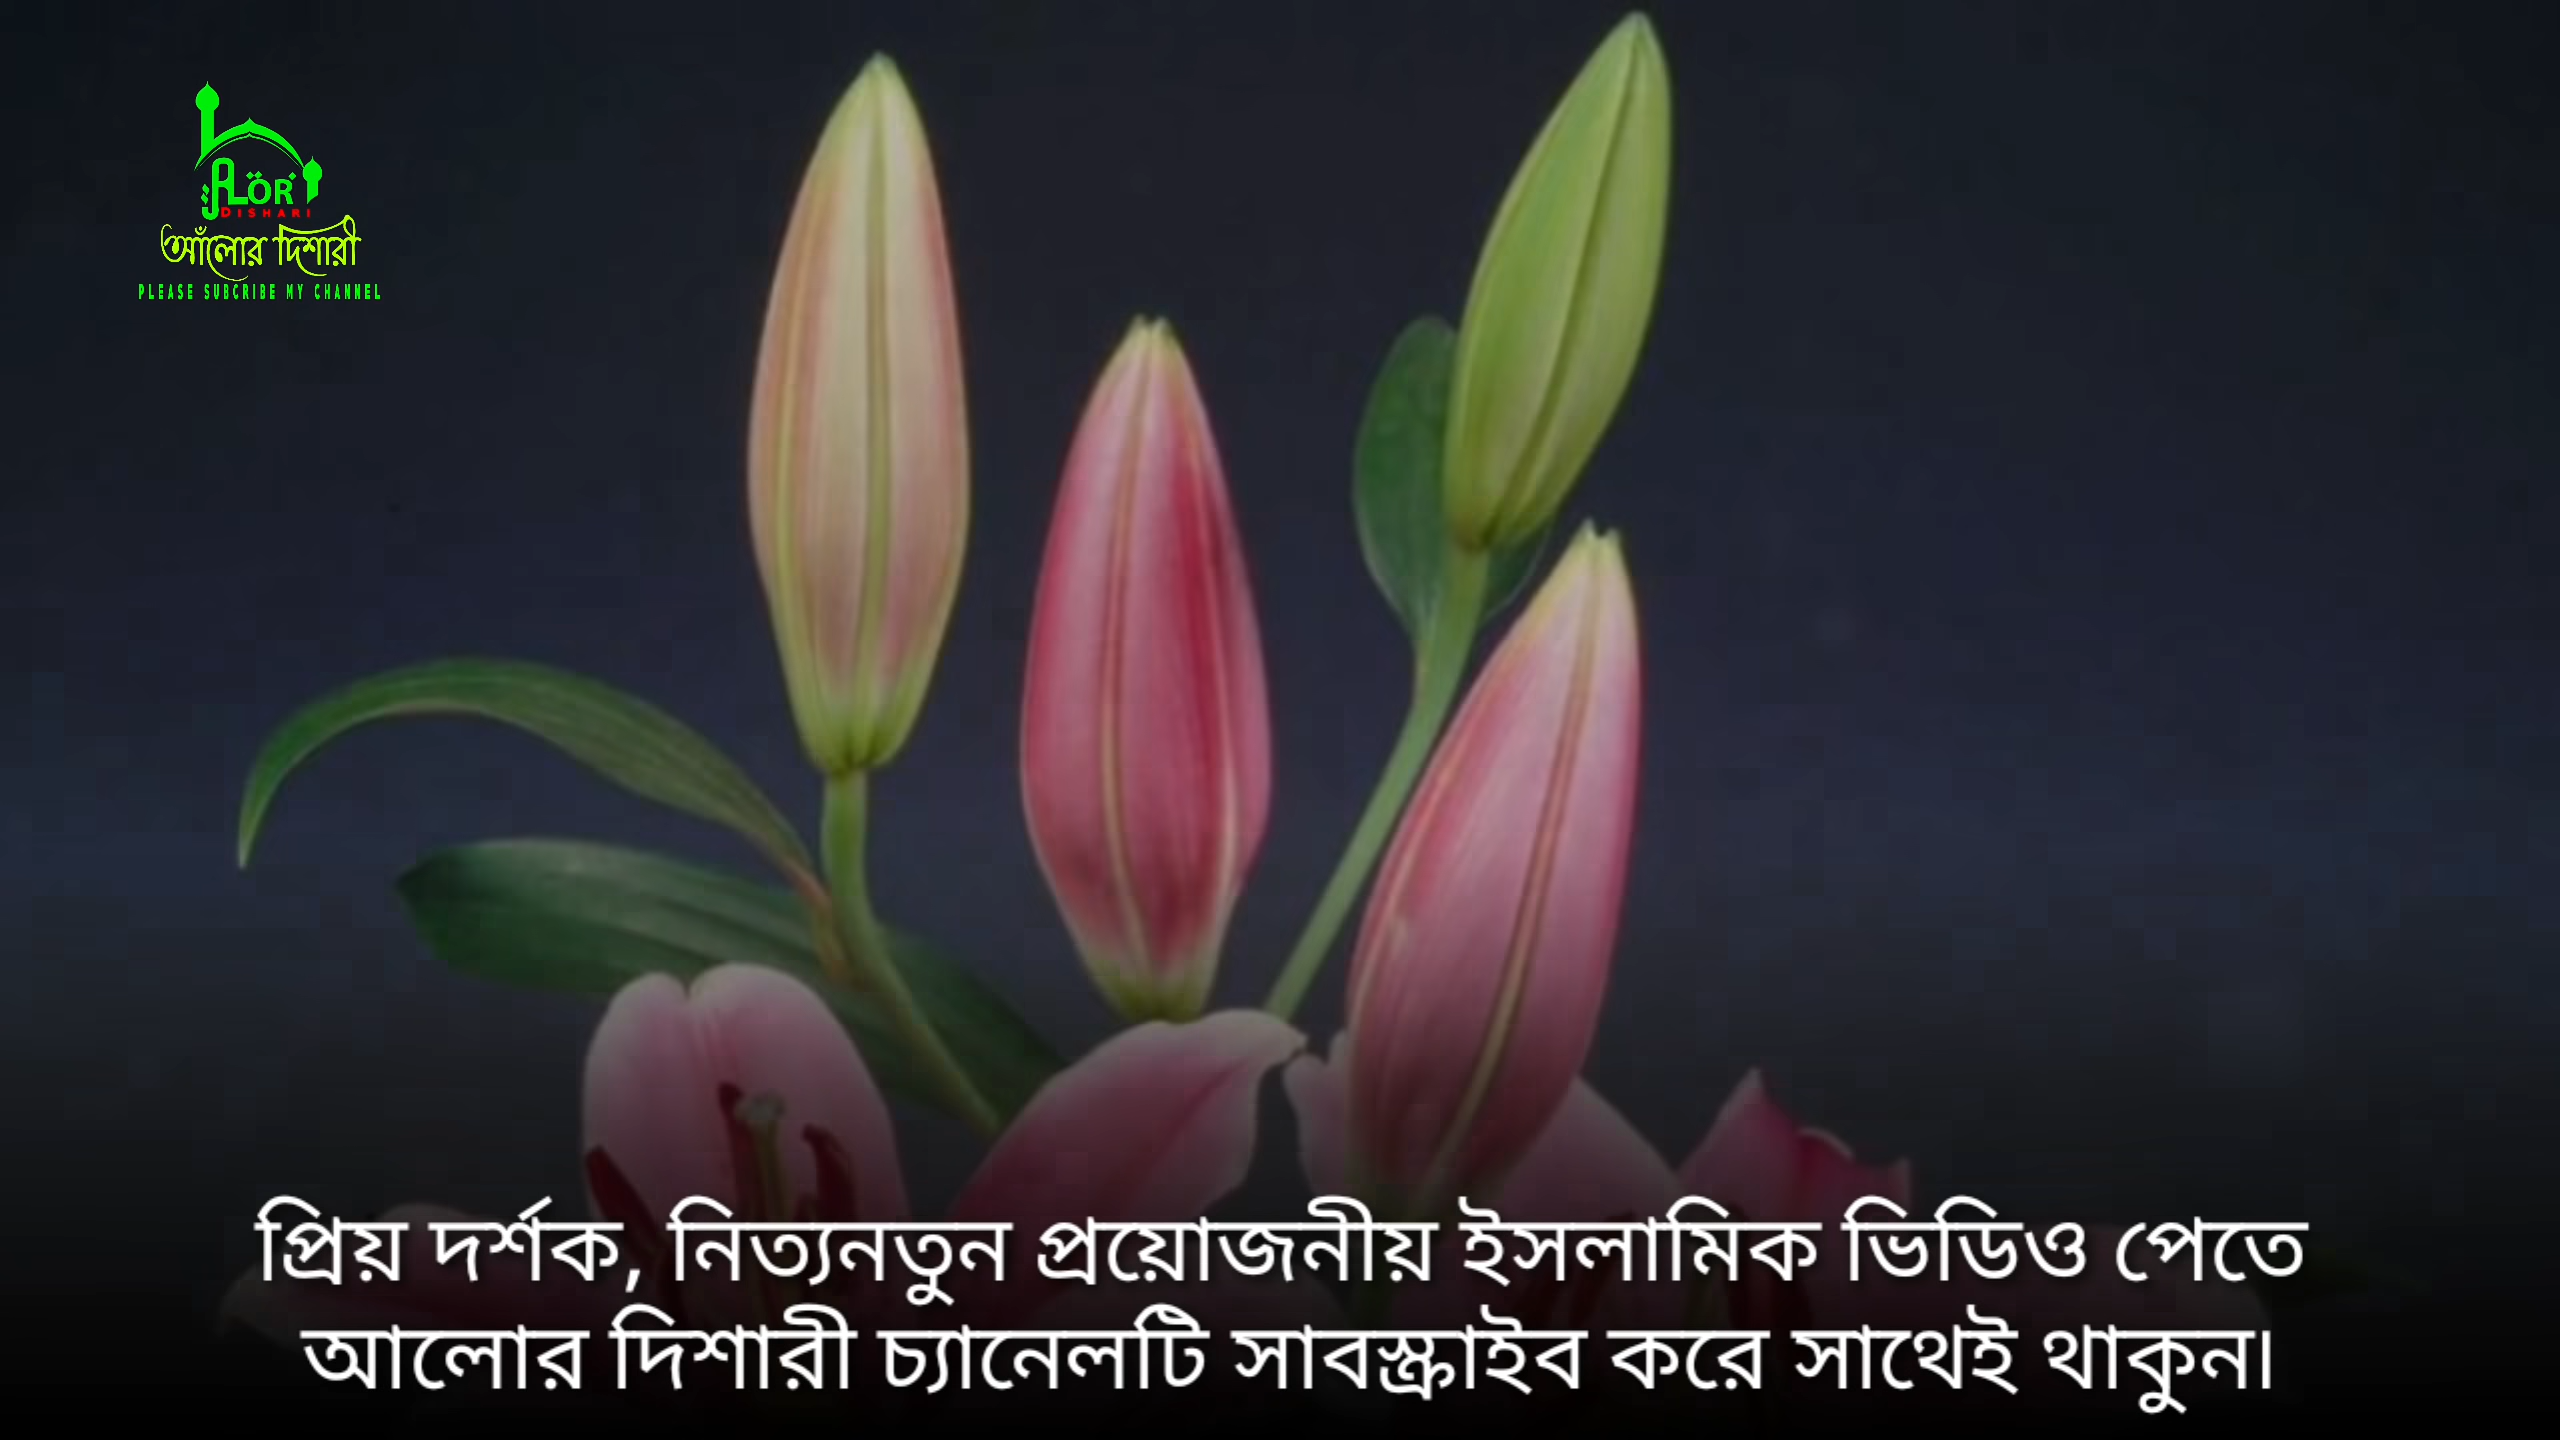 ALOR
DISHARI
আঁলোর দিশারী
PLEASE SUBCRIBE MY CHANNEL
প্রিয় দর্শক, নিত্যনতুন প্রয়োজনীয় ইসলামিক ভিডিও পেতে
আলোর দিশারী চ্যানেলটি সাবস্ক্রাইব করে সাথেই থাকুন।